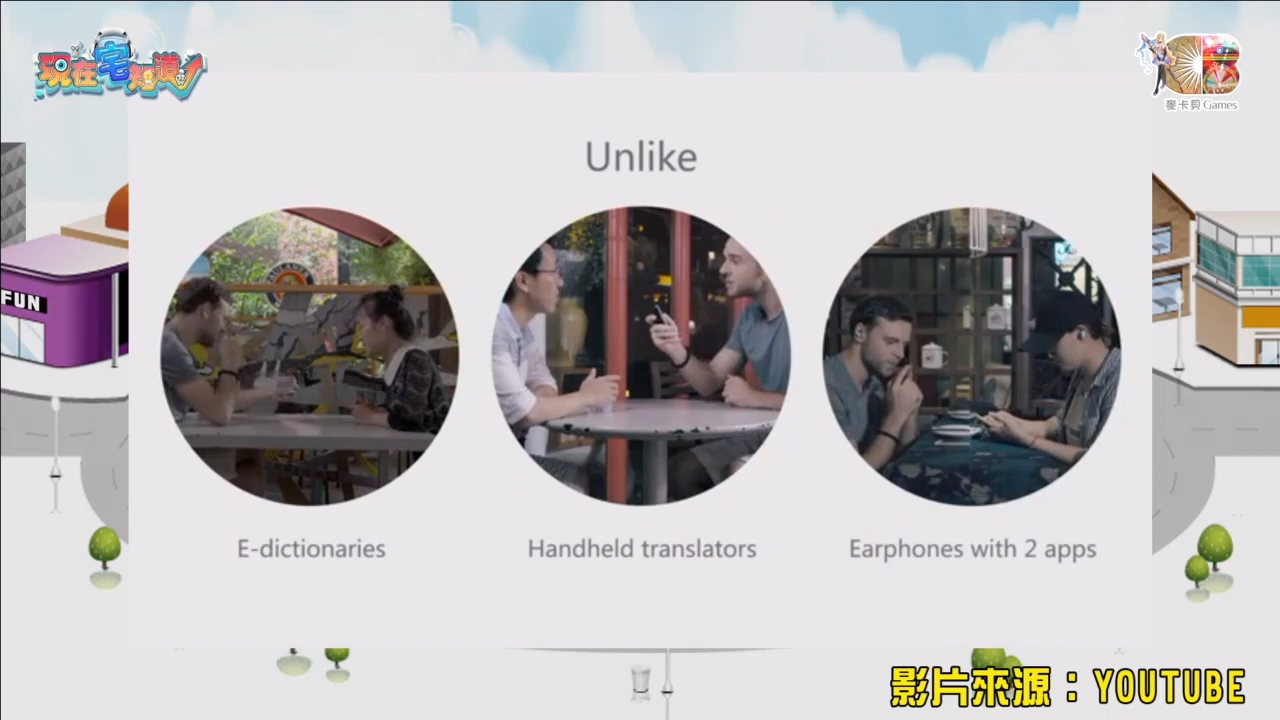 現在宅知道
麥卡貝 Games
Unlike
FUN
E-dictionaries
Handheld translators
Earphones with 2 apps
影片來源：YOUTUBE